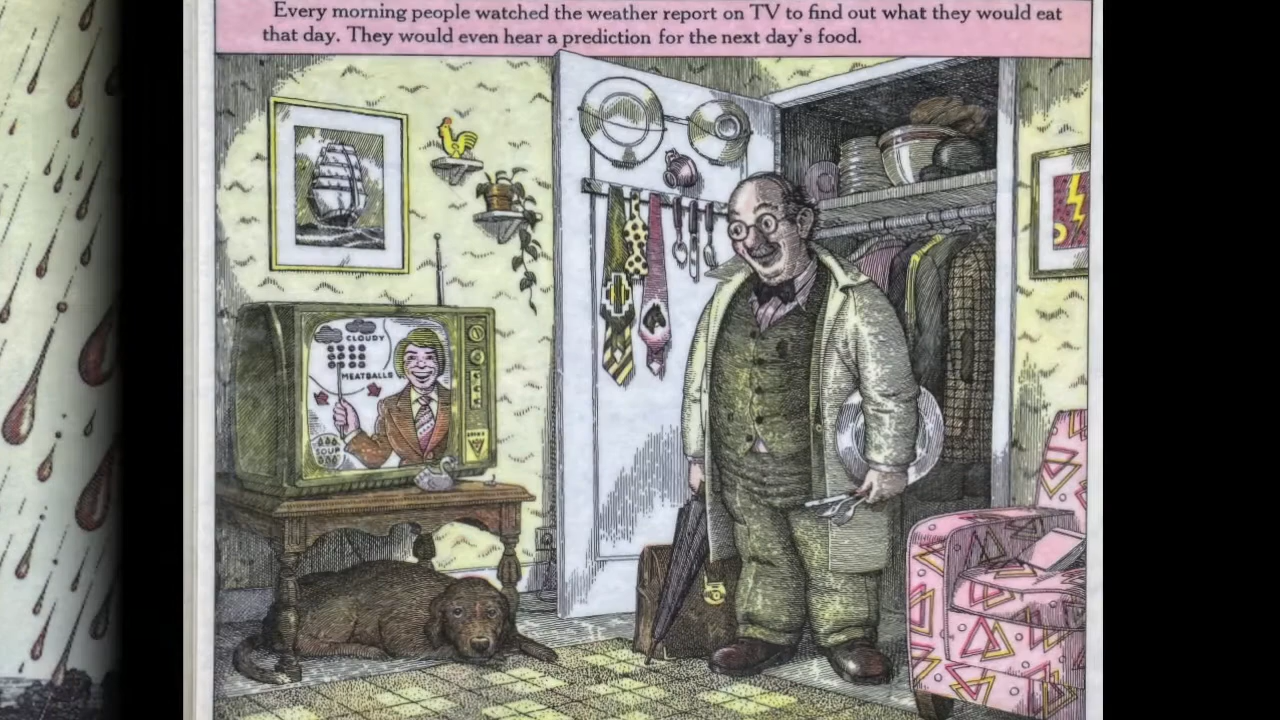 Every morning people watched the weather report on TV to find out what they would eat
that day. They would even hear a prediction for the next day's food.
CLOUDY
MEATBALLS
SOUP